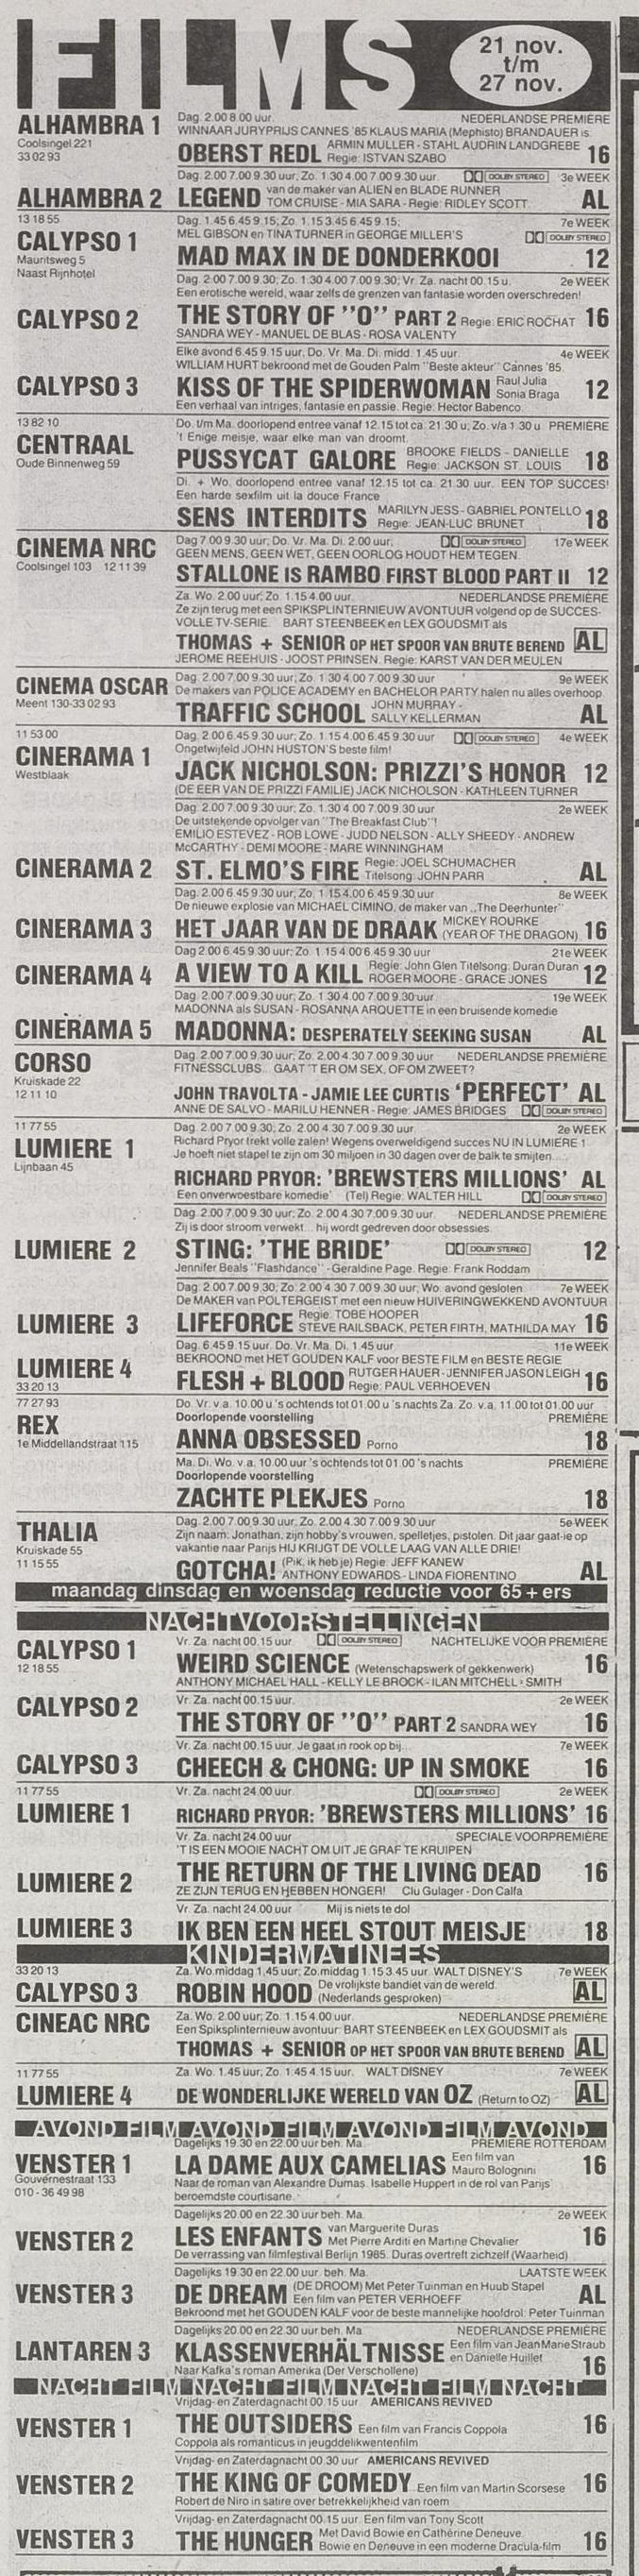 FILMS
21 nov.
t/m
27 nov.
ALHAMBRA 1
Coolsingel 221
33 02 93
Dag. 2.00 8.00 uur. NEDERLANDSE PREMIÈRE
WINNAAR JURYPRIJS CANNES '85 KLAUS MARIA (Mephisto) BRANDAUER is
OBERST REDL ARMIN MULLER - STAHL AUDRIN LANDGREBE
Regie: ISTVAN SZABO 16
Dag. 2.00 7.00 9.30 uur; Zo. 1.30 4.00 7.00 9.30 uur. DOLBY STEREO 3e WEEK
ALHAMBRA 2 LEGEND van de maker van ALIEN en BLADE RUNNER
TOM CRUISE - MIA SARA - Regie: RIDLEY SCOTT. AL
13 18 55
CALYPSO 1
Mauritsweg 5
Naast Rijnhotel
Dag. 1.45 6.45 9.15; Zo. 1.15 3.45 6.45 9.15; 7e WEEK
MEL GIBSON en TINA TURNER in GEORGE MILLER'S DOLBY STEREO
MAD MAX IN DE DONDERKOOI 12
Dag. 2.00 7.00 9.30; Zo. 1.30 4.00 7.00 9.30; Vr. Za. nacht 00.15 u. 2e WEEK
Een erotische wereld, waar zelfs de grenzen van fantasie worden overschreden!
CALYPSO 2 THE STORY OF "O" PART 2 Regie: ERIC ROCHAT 16
SANDRA WEY - MANUEL DE BLAS - ROSA VALENTY
Elke avond 6.45 9.15 uur, Do. Vr. Ma. Di. midd. 1.45 uur. 4e WEEK
WILLIAM HURT bekroond met de Gouden Palm "Beste akteur" Cannes '85.
CALYPSO 3 KISS OF THE SPIDERWOMAN Raul Julia
Sonia Braga 12
Een verhaal van intriges, fantasie en passie. Regie: Hector Babenco.
13 82 10
CENTRAAL
Oude Binnenweg 59
Do. t/m Ma. doorlopend entree vanaf 12.15 tot ca. 21.30 u; Zo. v/a 1.30 u. PREMIÈRE
't Enige meisje, waar elke man van droomt.
PUSSYCAT GALORE BROOKE FIELDS - DANIELLE
Regie: JACKSON ST. LOUIS 18
Di. + Wo. doorlopend entree vanaf 12.15 tot ca. 21.30 uur. EEN TOP SUCCES!
Een harde sexfilm uit la douce France
SENS INTERDITS MARILYN JESS - GABRIEL PONTELLO
Regie: JEAN-LUC BRUNET 18
CINEMA NRC
Coolsingel 103 12 11 39
Dag 7.00 9.30 uur; Do. Vr. Ma. Di. 2.00 uur; DOLBY STEREO 17e WEEK
GEEN MENS, GEEN WET, GEEN OORLOG HOUDT HEM TEGEN
STALLONE IS RAMBO FIRST BLOOD PART II 12
Za. Wo. 2.00 uur; Zo. 1.15 4.00 uur. NEDERLANDSE PREMIÈRE
Ze zijn terug met een SPIKSPLINTERNIEUW AVONTUUR volgend op de SUCCES-
VOLLE TV-SERIE. BART STEENBEEK en LEX GOUDSMIT als
THOMAS + SENIOR OP HET SPOOR VAN BRUTE BEREND AL
JEROME REEHUIS - JOOST PRINSEN. Regie: KARST VAN DER MEULEN
CINEMA OSCAR
Meent 130-33 02 93
Dag. 2.00 7.00 9.30 uur; Zo. 1.30 4.00 7.00 9.30 uur 9e WEEK
De makers van POLICE ACADEMY en BACHELOR PARTY halen nu alles overhoop.
TRAFFIC SCHOOL JOHN MURRAY -
SALLY KELLERMAN AL
11 53 00
CINERAMA 1
Westblaak
Dag. 2.00 6.45 9.30 uur; Zo. 1.15 4.00 6.45 9.30 uur DOLBY STEREO 4e WEEK
Ongetwijfeld JOHN HUSTON'S beste film!
JACK NICHOLSON: PRIZZI'S HONOR 12
(DE EER VAN DE PRIZZI FAMILIE) JACK NICHOLSON - KATHLEEN TURNER
Dag. 2.00 7.00 9.30 uur; Zo. 1.30 4.00 7.00 9.30 uur 2e WEEK
De uitstekende opvolger van "The Breakfast Club"!
EMILIO ESTEVEZ - ROB LOWE - JUDD NELSON - ALLY SHEEDY - ANDREW
McCARTHY - DEMI MOORE - MARE WINNINGHAM
CINERAMA 2 ST. ELMO'S FIRE Regie: JOEL SCHUMACHER
Titelsong: JOHN PARR AL
Dag. 2.00 6.45 9.30 uur; Zo. 1.15 4.00 6.45 9.30 uur 8e WEEK
De nieuwe explosie van MICHAEL CIMINO, de maker van „The Deerhunter"
CINERAMA 3 HET JAAR VAN DE DRAAK MICKEY ROURKE
(YEAR OF THE DRAGON) 16
Dag 2.00 6.45 9.30 uur; Zo. 1.15 4.00 6.45 9.30 uur 21e WEEK
CINERAMA 4 A VIEW TO A KILL Regie: John Glen Titelsong: Duran Duran
ROGER MOORE - GRACE JONES 12
Dag. 2.00 7.00 9.30 uur; Zo. 1.30 4.00 7.00 9.30 uur 19e WEEK
MADONNA als SUSAN - ROSANNA ARQUETTE in een bruisende komedie
CINERAMA 5 MADONNA: DESPERATELY SEEKING SUSAN AL
CORSO
Kruiskade 22
12 11 10
Dag. 2.00 7.00 9.30 uur; Zo. 2.00 4.30 7.00 9.30 uur NEDERLANDSE PREMIÈRE
FITNESSCLUBS... GAAT 'T ER OM SEX, OF OM ZWEET?
JOHN TRAVOLTA - JAMIE LEE CURTIS 'PERFECT' AL
ANNE DE SALVO - MARILU HENNER - Regie: JAMES BRIDGES DOLBY STEREO
11 77 55
LUMIERE 1
Lijnbaan 45
Dag. 2.00 7.00 9.30; Zo. 2.00 4.30 7.00 9.30 uur. 2e WEEK
Richard Pryor trekt volle zalen! Wegens overweldigend succes NU IN LUMIERE 1
Je hoeft niet stapel te zijn om 30 miljoen in 30 dagen over de balk te smijten....
RICHARD PRYOR: 'BREWSTERS MILLIONS' AL
Een onverwoestbare komedie' (Tel) Regie: WALTER HILL DOLBY STEREO
Dag. 2.00 7.00 9.30 uur; Zo. 2.00 4.30 7.00 9.30 uur. NEDERLANDSE PREMIÈRE
Zij is door stroom verwekt... hij wordt gedreven door obsessies.
LUMIERE 2 STING: 'THE BRIDE' DOLBY STEREO 12
Jennifer Beals "Flashdance" - Geraldine Page. Regie: Frank Roddam
Dag. 2.00 7.00 9.30; Zo. 2.00 4.30 7.00 9.30 uur; Wo. avond gesloten. 7e WEEK
De MAKER van POLTERGEIST met een nieuw HUIVERINGWEKKEND AVONTUUR
LUMIERE 3 LIFEFORCE Regie: TOBE HOOPER
STEVE RAILSBACK, PETER FIRTH, MATHILDA MAY 16
Dag. 6.45 9.15 uur. Do. Vr. Ma. Di. 1.45 uur. 11e WEEK
BEKROOND met HET GOUDEN KALF voor BESTE FILM en BESTE REGIE
LUMIERE 4
33 20 13
FLESH + BLOOD RUTGER HAUER - JENNIFER JASON LEIGH
Regie: PAUL VERHOEVEN 16
77 27 93
REX
1e Middellandstraat 115
Do. Vr. v.a. 10.00 u 's ochtends tot 01.00 u 's nachts Za. Zo. v.a. 11.00 tot 01.00 uur
Doorlopende voorstelling PREMIÈRE
ANNA OBSESSED Porno 18
Ma. Di. Wo. v.a. 10.00 uur 's ochtends tot 01.00 's nachts PREMIÈRE
Doorlopende voorstelling
ZACHTE PLEKJES Porno 18
THALIA
Kruiskade 55
11 15 55
Dag. 2.00 7.00 9.30 uur, Zo. 2.00 4.30 7.00 9.30 uur 5e WEEK
Zijn naam: Jonathan, zijn hobby's vrouwen, spelletjes, pistolen. Dit jaar gaat-ie op
vakantie naar Parijs HIJ KRIJGT DE VOLLE LAAG VAN ALLE DRIE!
GOTCHA! (Pik, ik heb je) Regie: JEFF KANEW
ANTHONY EDWARDS - LINDA FIORENTINO AL
maandag dinsdag en woensdag reductie voor 65+ers
NACHTVOORSTELLINGEN
CALYPSO 1
12 18 55
Vr. Za. nacht 00.15 uur. DOLBY STEREO NACHTELIJKE VOOR PREMIÈRE
WEIRD SCIENCE (Wetenschapswerk of gekkenwerk) 16
ANTHONY MICHAEL HALL - KELLY LE BROCK - ILAN MITCHELL - SMITH
CALYPSO 2
Vr. Za. nacht 00.15 uur. 2e WEEK
THE STORY OF "O" PART 2 SANDRA WEY 16
CALYPSO 3
Vr. Za. nacht 00.15 uur. Je gaat in rook op bij... 7e WEEK
CHEECH & CHONG: UP IN SMOKE 16
11 77 55
LUMIERE 1
Vr. Za. nacht 24.00 uur. DOLBY STEREO 2e WEEK
RICHARD PRYOR: 'BREWSTERS MILLIONS' 16
Vr. Za. nacht 24.00 uur SPECIALE VOORPREMIÈRE
'T IS EEN MOOIE NACHT OM UIT JE GRAF TE KRUIPEN
LUMIERE 2 THE RETURN OF THE LIVING DEAD 16
ZE ZIJN TERUG EN HEBBEN HONGER! Clu Gulager - Don Calfa
Vr. Za. nacht 24.00 uur Mij is niets te dol
LUMIERE 3 IK BEN EEN HEEL STOUT MEISJE 18
KINDERMATINEES
33 20 13
CALYPSO 3
Za. Wo. middag 1.45 uur; Zo. middag 1.15 3.45 uur. WALT DISNEY'S 7e WEEK
ROBIN HOOD De vrolijkste bandiet van de wereld.
(Nederlands gesproken) AL
CINEAC NRC
Za. Wo. 2.00 uur; Zo. 1.15 4.00 uur. NEDERLANDSE PREMIÈRE
Een Spiksplinternieuw avontuur: BART STEENBEEK en LEX GOUDSMIT als
THOMAS + SENIOR OP HET SPOOR VAN BRUTE BEREND AL
11 77 55
LUMIERE 4
Za. Wo. 1.45 uur; Zo. 1.45 4.15 uur. WALT DISNEY 7e WEEK
DE WONDERLIJKE WERELD VAN OZ (Return to OZ) AL
AVOND FILM AVOND FILM AVOND FILM AVOND
VENSTER 1
Gouvernestraat 133
010 - 36 49 98
Dagelijks 19.30 en 22.00 uur beh. Ma. PREMIERE ROTTERDAM
LA DAME AUX CAMELIAS Een film van
Mauro Bolognini 16
Naar de roman van Alexandre Dumas. Isabelle Huppert in de rol van Parijs'
beroemdste courtisane.
Dagelijks 20.00 en 22.30 uur beh. Ma. 2e WEEK
VENSTER 2 LES ENFANTS van Marguerite Duras
Met Pierre Arditi en Martine Chevalier 16
De verrassing van filmfestival Berlijn 1985. Duras overtreft zichzelf (Waarheid)
Dagelijks 19.30 en 22.00 uur. beh. Ma. LAATSTE WEEK
VENSTER 3 DE DREAM (DE DROOM) Met Peter Tuinman en Huub Stapel
Een film van PETER VERHOEFF AL
Bekroond met het GOUDEN KALF voor de beste mannelijke hoofdrol: Peter Tuinman
Dagelijks 20.00 en 22.30 uur beh. Ma. NEDERLANDSE PREMIÈRE
LANTAREN 3 KLASSENVERHÄLTNISSE Een film van Jean Marie Straub
en Danielle Huillet
Naar Kafka's roman Amerika (Der Verschollene) 16
NACHT FILM NACHT FILM NACHT FILM NACHT
Vrijdag- en Zaterdagnacht 00.15 uur. AMERICANS REVIVED
VENSTER 1 THE OUTSIDERS Een film van Francis Coppola 16
Coppola als romanticus in jeugddelikwentenfilm
Vrijdag- en Zaterdagnacht 00.30 uur AMERICANS REVIVED
VENSTER 2 THE KING OF COMEDY Een film van Martin Scorsese 16
Robert de Niro in satire over betrekkelijkheid van roem
Vrijdag- en Zaterdagnacht 00.15 uur. Een film van Tony Scott
VENSTER 3 THE HUNGER Met David Bowie en Cathérine Deneuve.
Bowie en Deneuve in een moderne Dracula-film 16